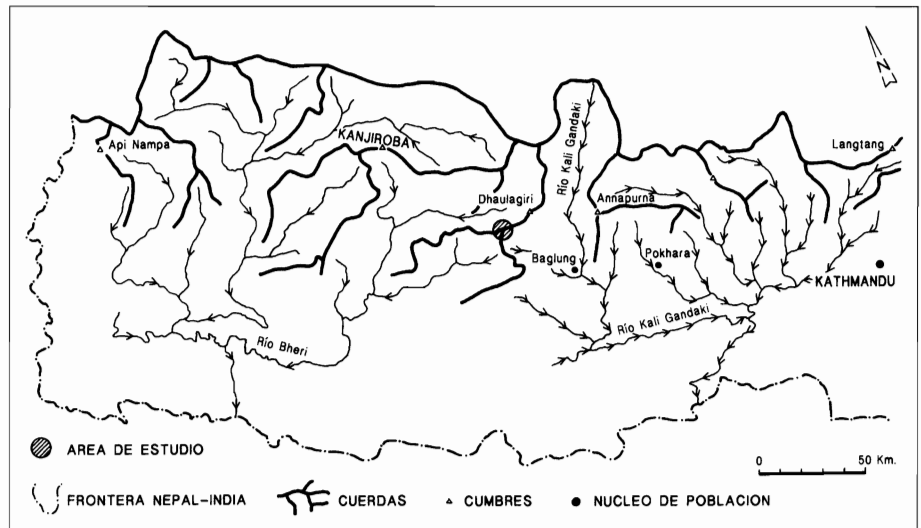 N
Api Nampa
KANJIROBA
Río Kali Gandaki
Langtang
Dhaulagiri
Annapurna
Baglung
Pokhara
KATHMANDU
Río Kali Gandaki
Río Bheri
AREA DE ESTUDIO
0 50 Km.
FRONTERA NEPAL-INDIA
CUERDAS
CUMBRES
NUCLEO DE POBLACION